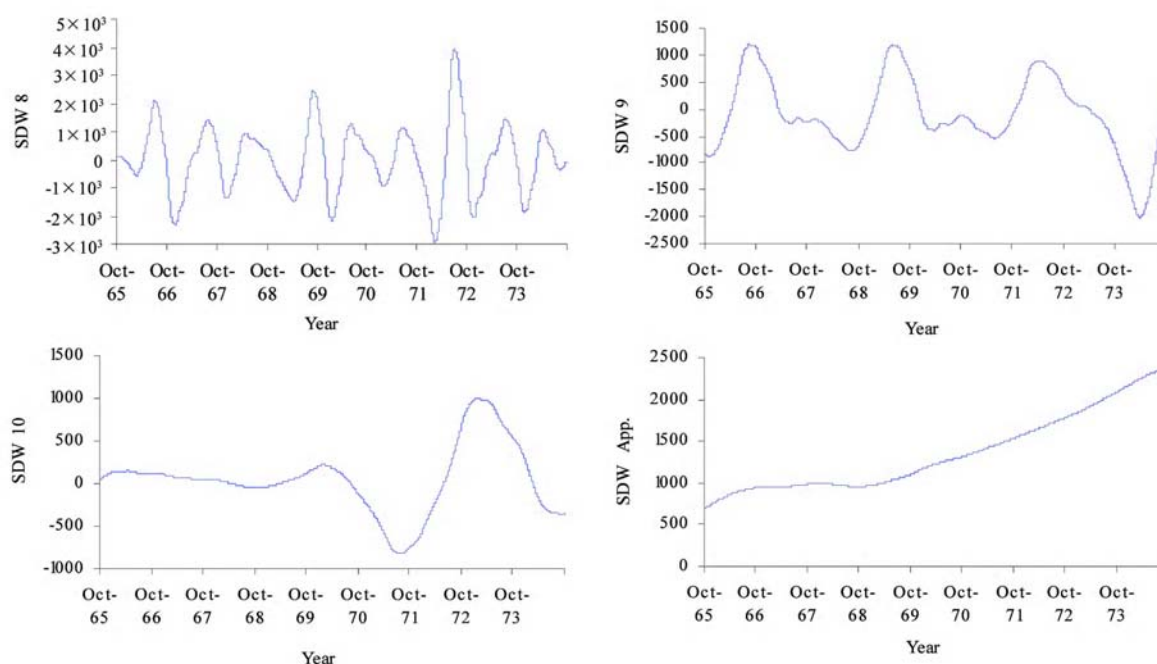 SDW 8
5×10³
4×10³
3×10³
2×10³
1×10³
0
-1×10³
-2×10³
-3×10³
Oct- Oct- Oct- Oct- Oct- Oct- Oct- Oct- Oct-
65 66 67 68 69 70 71 72 73
Year
SDW 9
1500
1000
500
0
-500
-1000
-1500
-2000
-2500
Oct- Oct- Oct- Oct- Oct- Oct- Oct- Oct-
65 66 68 69 70 71 72 73
Year
SDW 10
1500
1000
500
0
-500
-1000
Oct- Oct- Oct- Oct- Oct- Oct- Oct- Oct- Oct-
65 66 67 68 69 70 71 72 73
Year
SDW App.
2500
2000
1500
1000
500
0
Oct- Oct- Oct- Oct- Oct- Oct- Oct- Oct- Oct-
65 66 67 68 69 70 71 72 73
Year